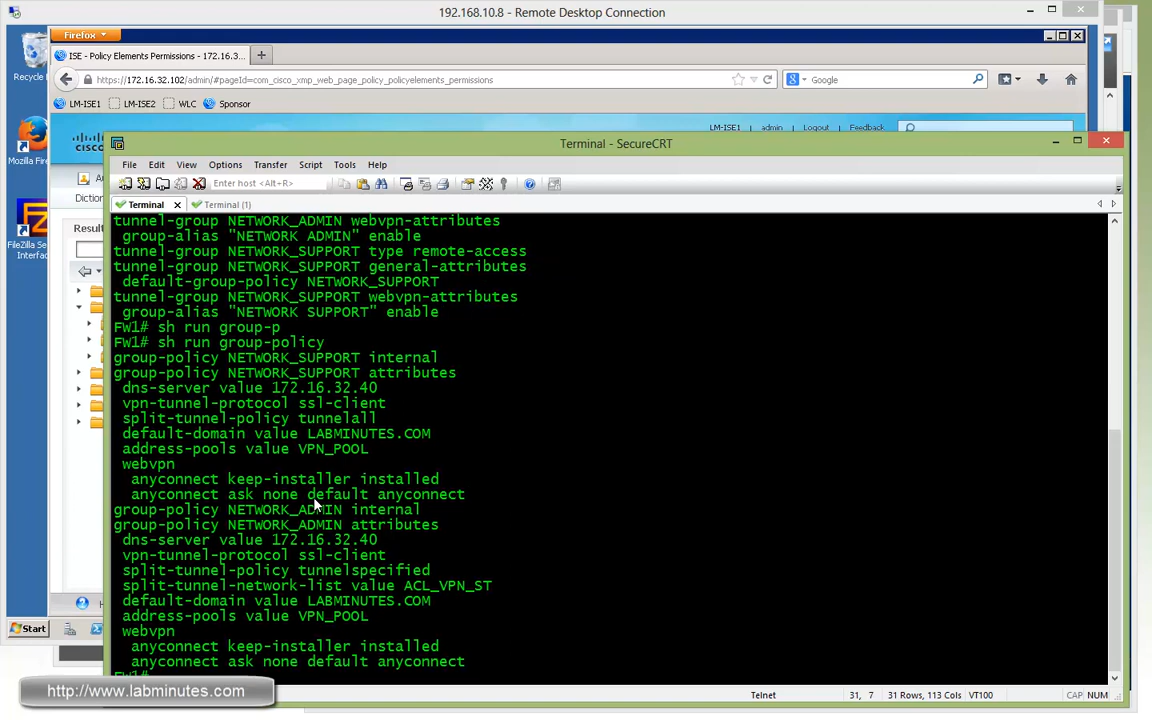 192.168.10.8 - Remote Desktop Connection
Recycle
Firefox
ISE - Policy Elements Permissions - 172.16.3...
https://172.16.32.102/admin/#pageId=com_cisco_xmp_web_page_policy_policyelements_permissions
Google
LM-ISE1 LM-ISE2 WLC Sponsor
LM-ISE1 admin Logout Feedback
Mozilla Fire
Terminal - SecureCRT
File Edit View Options Transfer Script Tools Help
Enter host <Alt+R>
Terminal Terminal (1)
cisco
A
Diction
Result
FileZilla Se
Interfa
tunnel-group NETWORK_ADMIN webvpn-attributes
group-alias "NETWORK ADMIN" enable
tunnel-group NETWORK_SUPPORT type remote-access
tunnel-group NETWORK_SUPPORT general-attributes
default-group-policy NETWORK_SUPPORT
tunnel-group NETWORK_SUPPORT webvpn-attributes
group-alias "NETWORK SUPPORT" enable
FW1# sh run group-p
FW1# sh run group-policy
group-policy NETWORK_SUPPORT internal
group-policy NETWORK_SUPPORT attributes
dns-server value 172.16.32.40
vpn-tunnel-protocol ssl-client
split-tunnel-policy tunnelall
default-domain value LABMINUTES.COM
address-pools value VPN_POOL
webvpn
anyconnect keep-installer installed
anyconnect ask none default anyconnect
group-policy NETWORK_ADMIN internal
group-policy NETWORK_ADMIN attributes
dns-server value 172.16.32.40
vpn-tunnel-protocol ssl-client
split-tunnel-policy tunnelspecified
split-tunnel-network-list value ACL_VPN_ST
default-domain value LABMINUTES.COM
address-pools value VPN_POOL
webvpn
anyconnect keep-installer installed
anyconnect ask none default anyconnect
FW1#
Start
http://www.labminutes.com
Telnet 31, 7 31 Rows, 113 Cols VT100 CAP NUM